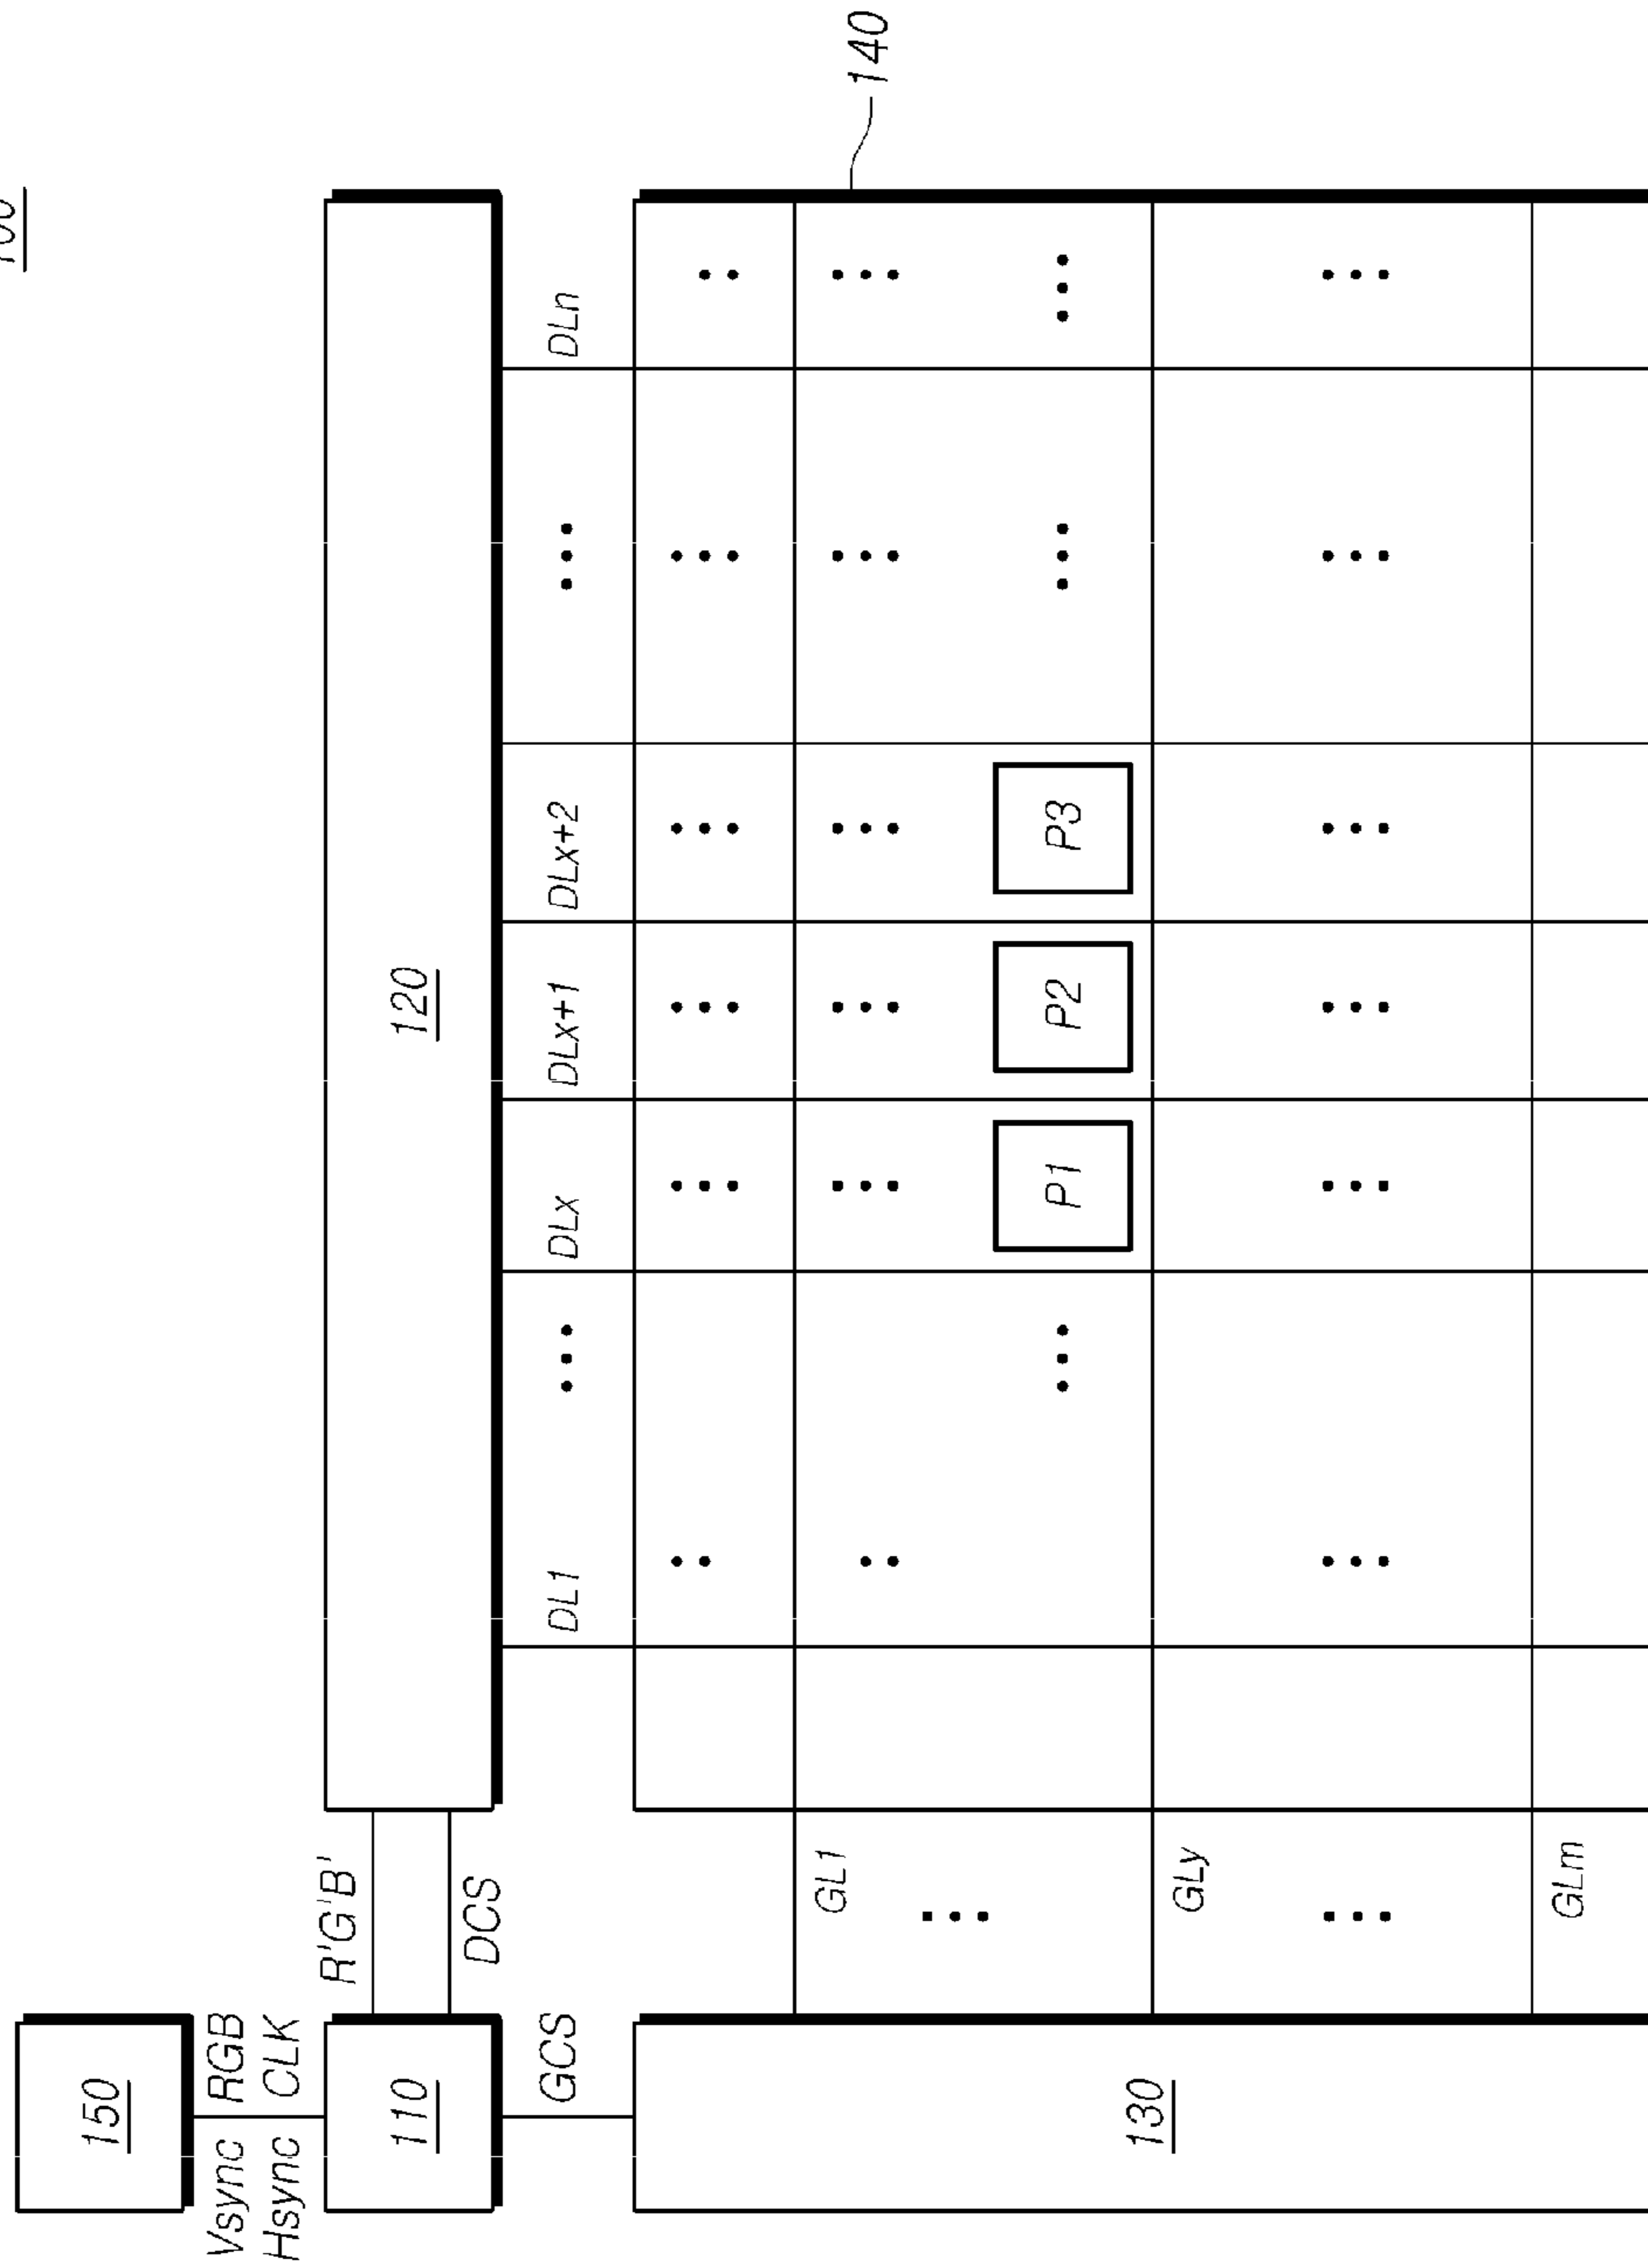 150
Vsync RGB
Hsync CLK
110
R'G'B'
DCS
120
GCS
DL1
DLx
DLx+1
DLx+2
DLn
140
GL1
P1
P2
P3
GLy
130
GLm